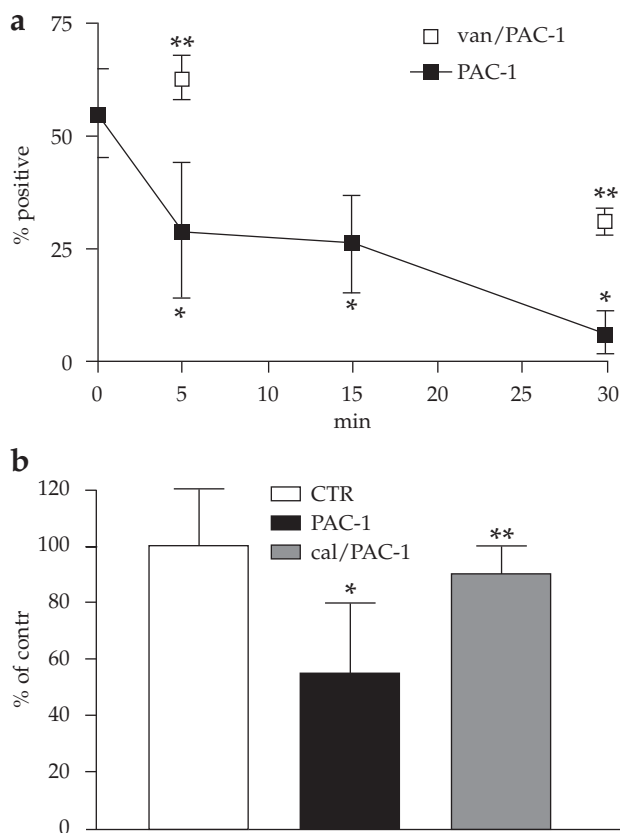 a
75
50
25
0
% positive
**
*
*
**
*
van/PAC-1
PAC-1
0 5 10 15 20 25 30
min
b
120
100
80
60
40
20
0
% of contr
CTR
PAC-1
cal/PAC-1
*
**